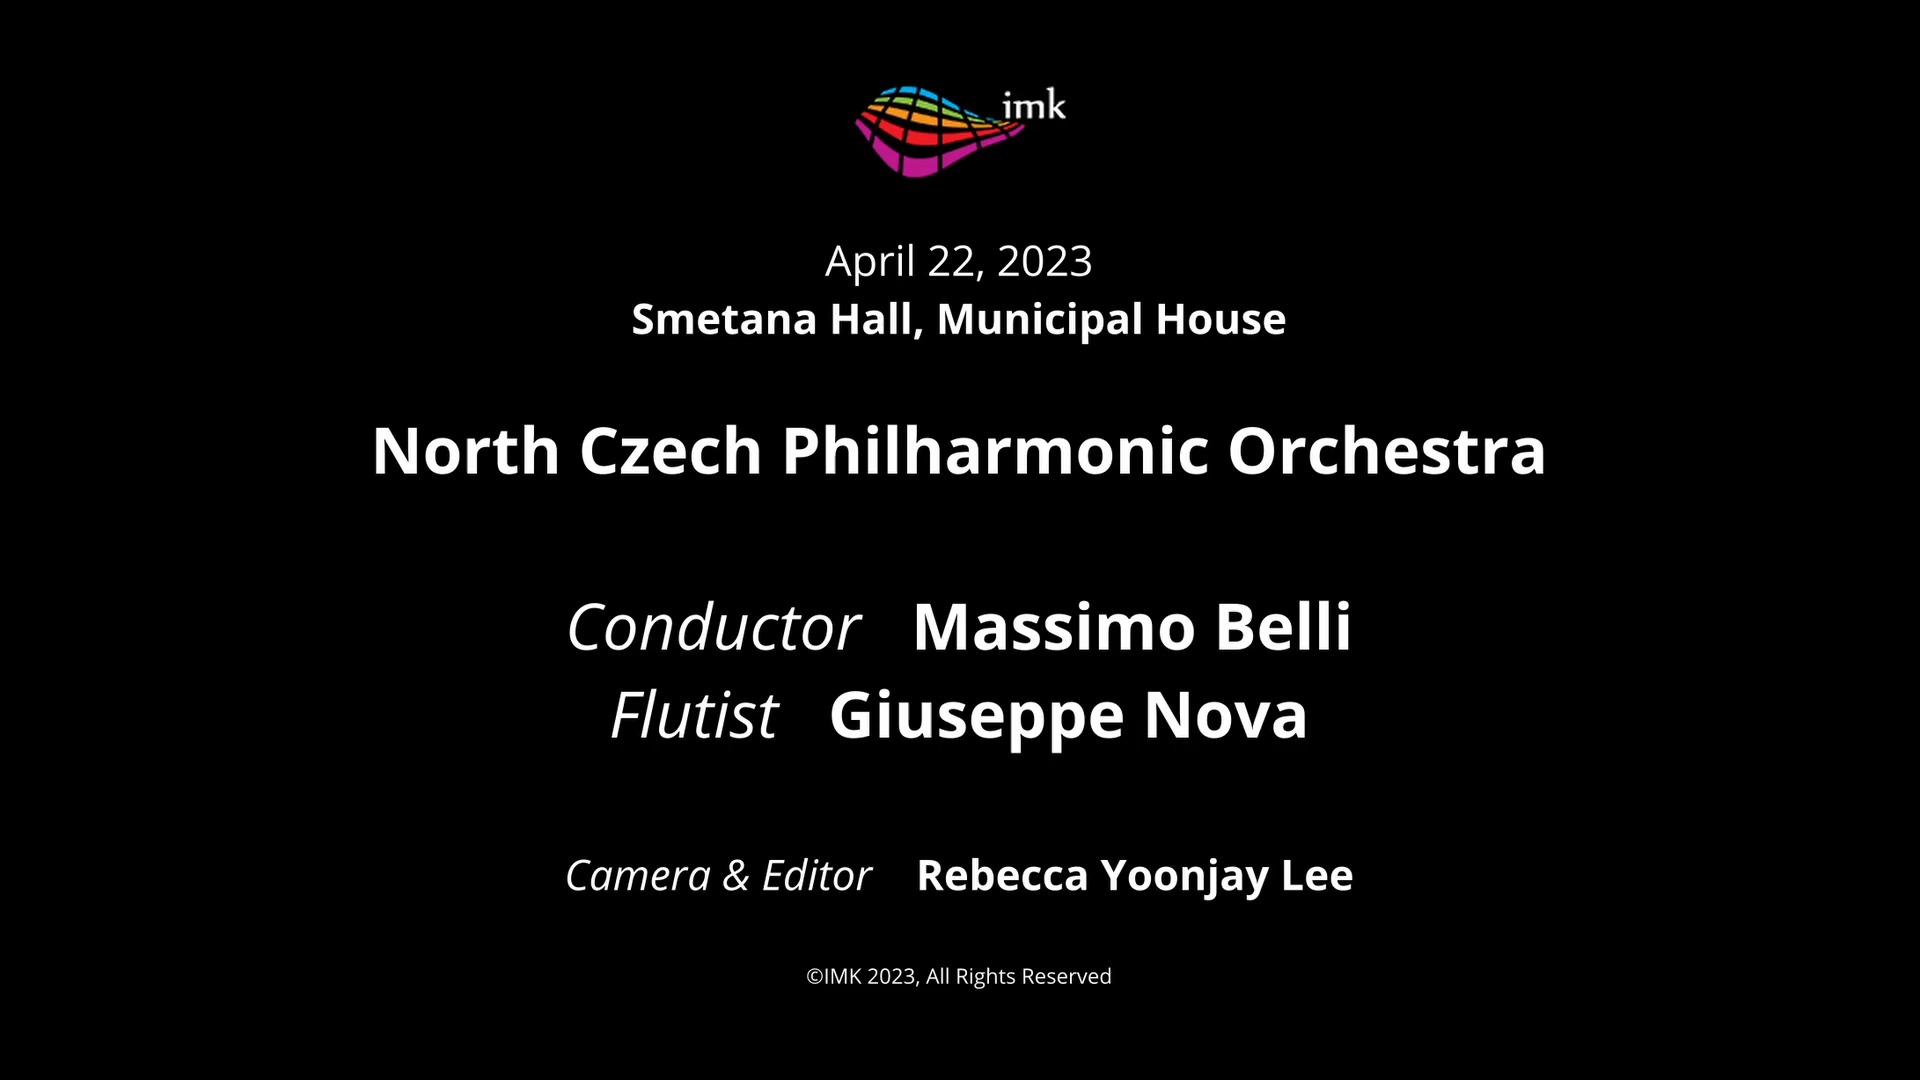 imk
April 22, 2023
Smetana Hall, Municipal House
North Czech Philharmonic Orchestra
Conductor Massimo Belli
Flutist Giuseppe Nova
Camera & Editor Rebecca Yoonjay Lee
©IMK 2023, All Rights Reserved